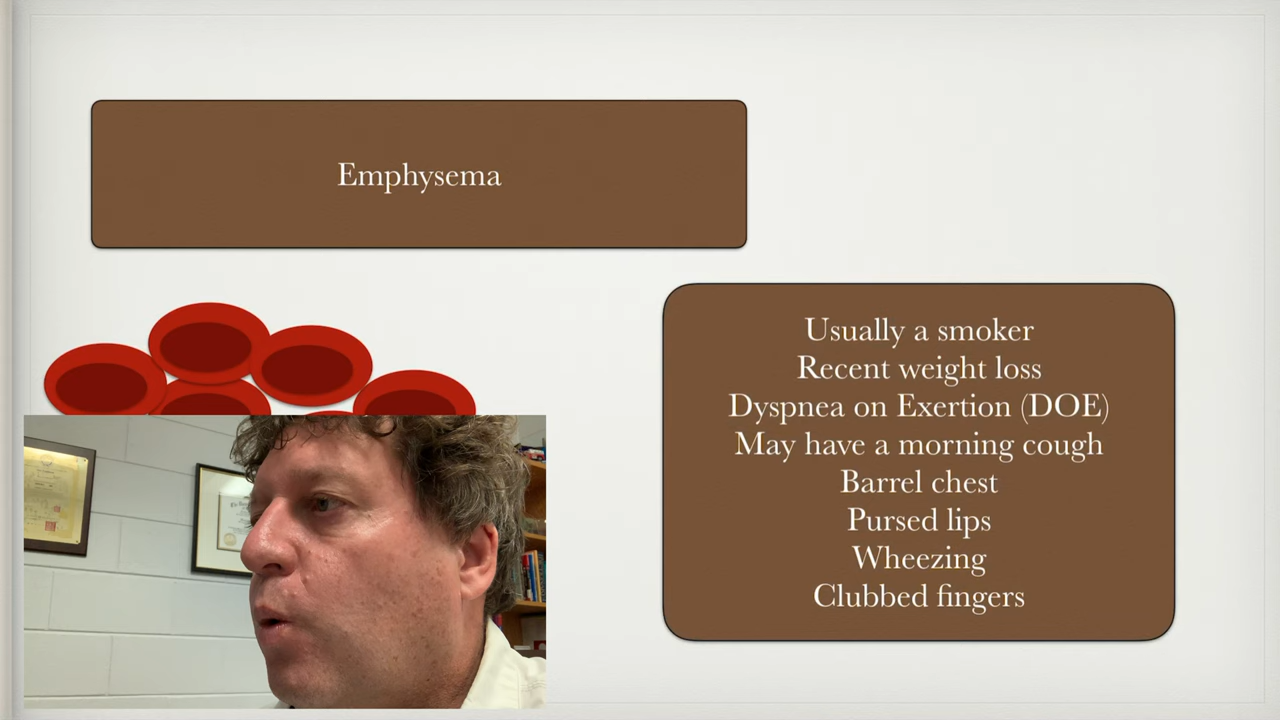 Emphysema
Usually a smoker
Recent weight loss
Dyspnea on Exertion (DOE)
May have a morning cough
Barrel chest
Pursed lips
Wheezing
Clubbed fingers